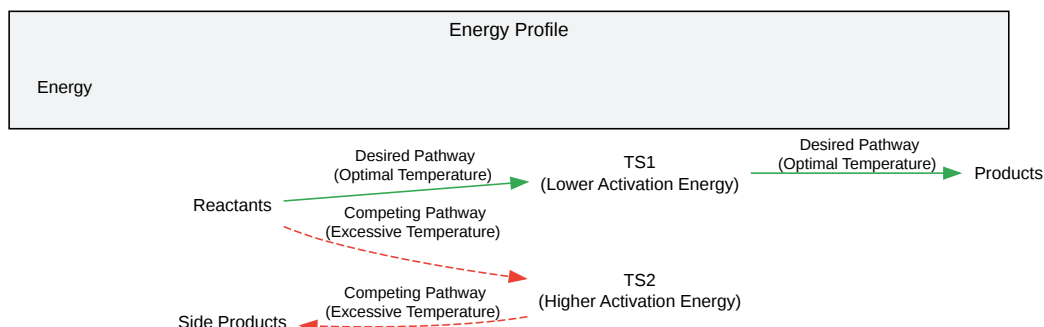 Energy Profile
Energy
Desired Pathway
(Optimal Temperature)
TS1
(Lower Activation Energy)
Desired Pathway
(Optimal Temperature)
Products
Reactants
Competing Pathway
(Excessive Temperature)
TS2
(Higher Activation Energy)
Competing Pathway
(Excessive Temperature)
Side Products